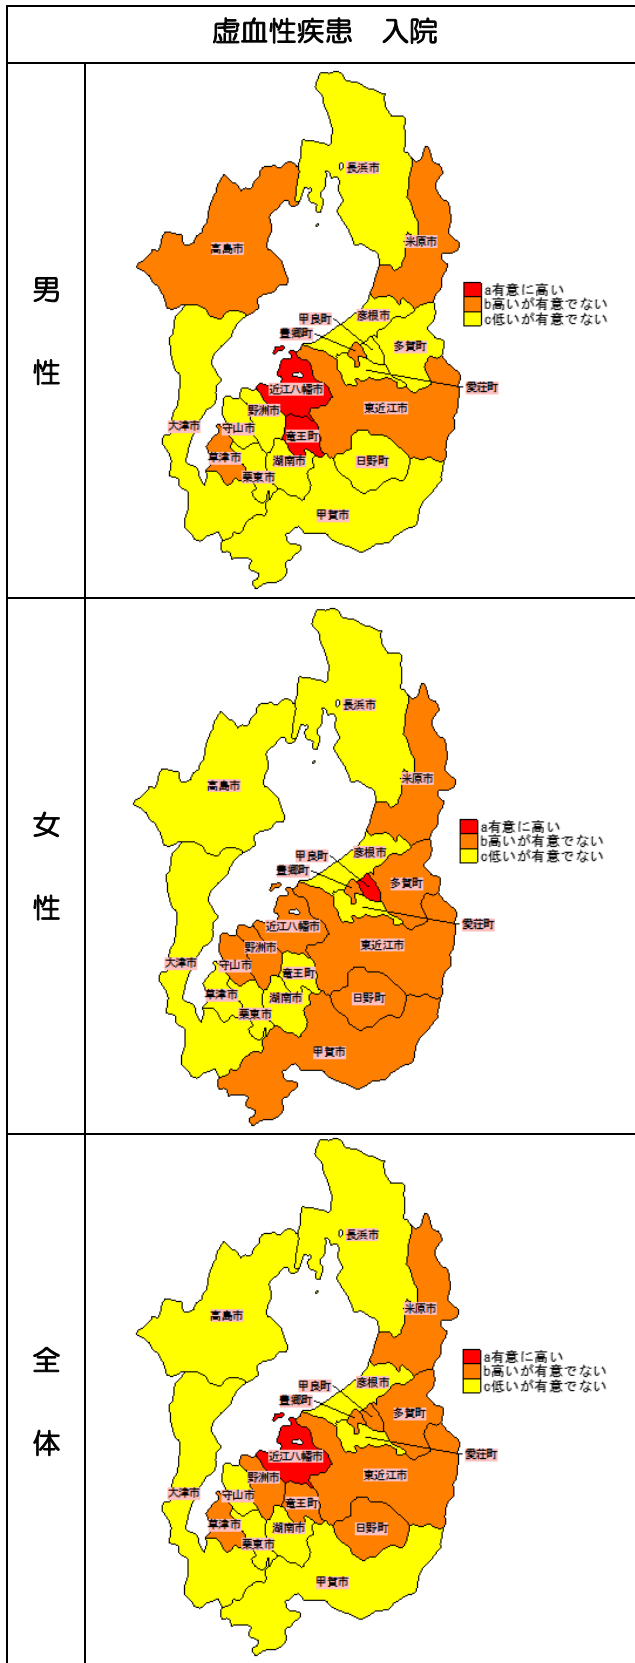 虚血性疾患　入院
男性
長浜市
高島市
米原市
a有意に高い
b高いが有意でない
c低いが有意でない
彦根市
甲良町
豊郷町
多賀町
愛荘町
近江八幡市
東近江市
野洲市
大津市
守山市
竜王町
草津市
湖南市
日野町
栗東市
甲賀市
女性
長浜市
高島市
米原市
a有意に高い
b高いが有意でない
c低いが有意でない
彦根市
甲良町
豊郷町
多賀町
愛荘町
近江八幡市
東近江市
野洲市
大津市
守山市
竜王町
草津市
湖南市
日野町
栗東市
甲賀市
全体
長浜市
高島市
米原市
a有意に高い
b高いが有意でない
c低いが有意でない
彦根市
甲良町
豊郷町
多賀町
愛荘町
近江八幡市
東近江市
野洲市
大津市
守山市
竜王町
草津市
湖南市
日野町
栗東市
甲賀市